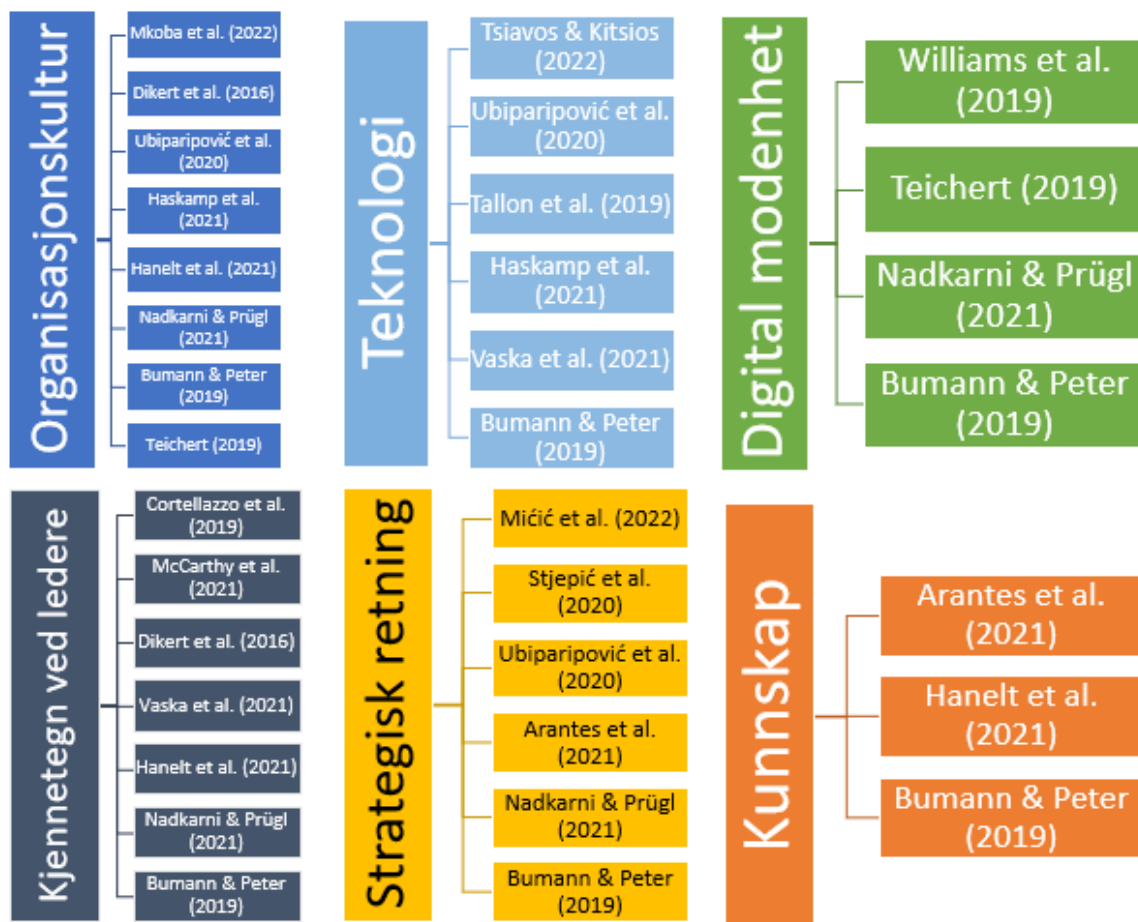 Organisasjonskultur
Mkoba et al. (2022)
Dikert et al. (2016)
Ubiparipović et al.
(2020)
Haskamp et al.
(2021)
Hanelt et al. (2021)
Nadkarni & Prügl
(2021)
Bumann & Peter
(2019)
Teichert (2019)
Teknologi
Tsiavos & Kitsios
(2022)
Ubiparipović et al.
(2020)
Tallon et al. (2019)
Haskamp et al.
(2021)
Vaska et al. (2021)
Bumann & Peter
(2019)
Digital modenhet
Williams et al.
(2019)
Teichert (2019)
Nadkarni & Prügl
(2021)
Bumann & Peter
(2019)
Kjennetegn ved ledere
Cortellazzo et al.
(2019)
McCarthy et al.
(2021)
Dikert et al. (2016)
Vaska et al. (2021)
Hanelt et al. (2021)
Nadkarni & Prügl
(2021)
Bumann & Peter
(2019)
Strategisk retning
Mićić et al. (2022)
Stjepić et al.
(2020)
Ubiparipović et al.
(2020)
Arantes et al.
(2021)
Nadkarni & Prügl
(2021)
Bumann & Peter
(2019)
Kunnskap
Arantes et al.
(2021)
Hanelt et al.
(2021)
Bumann & Peter
(2019)